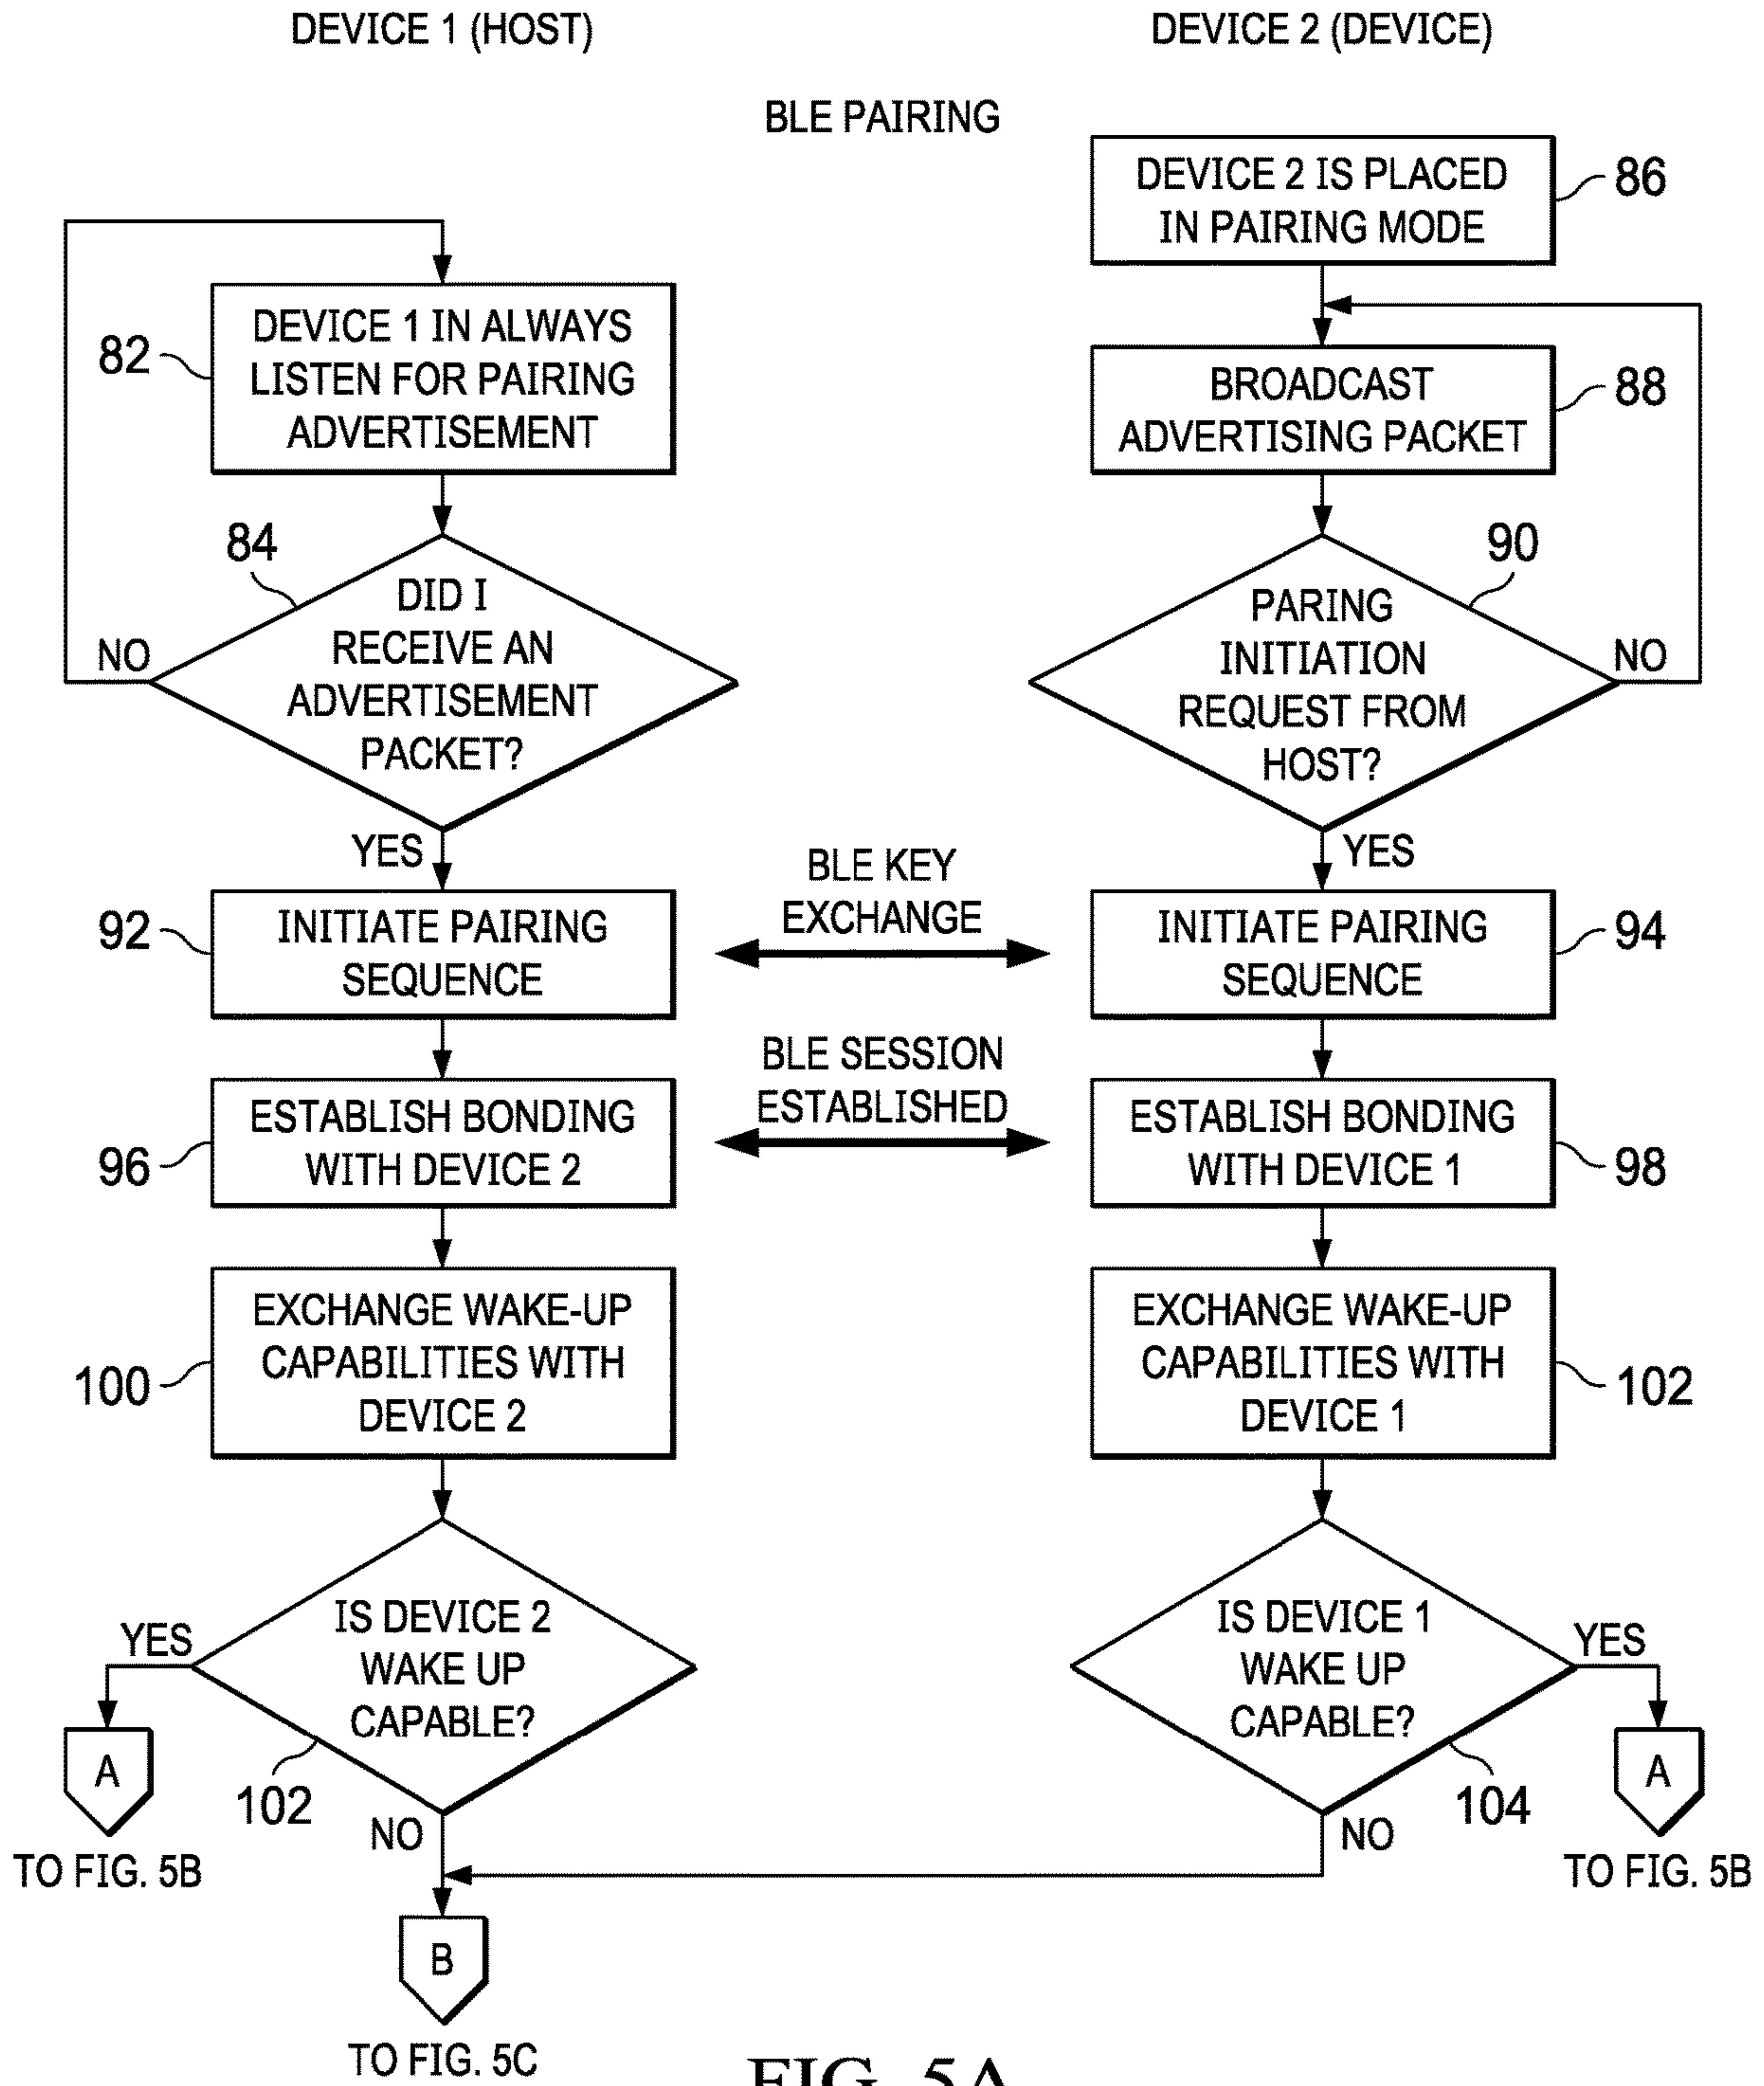 DEVICE 1 (HOST)
DEVICE 2 (DEVICE)
BLE PAIRING
DEVICE 2 IS PLACED
IN PAIRING MODE
86
DEVICE 1 IN ALWAYS
LISTEN FOR PAIRING
ADVERTISEMENT
82
BROADCAST
ADVERTISING PACKET
88
84
DID I
RECEIVE AN
ADVERTISEMENT
PACKET?
NO
YES
90
PARING
INITIATION
REQUEST FROM
HOST?
NO
YES
92
INITIATE PAIRING
SEQUENCE
BLE KEY
EXCHANGE
INITIATE PAIRING
SEQUENCE
94
96
ESTABLISH BONDING
WITH DEVICE 2
BLE SESSION
ESTABLISHED
ESTABLISH BONDING
WITH DEVICE 1
98
100
EXCHANGE WAKE-UP
CAPABILITIES WITH
DEVICE 2
EXCHANGE WAKE-UP
CAPABILITIES WITH
DEVICE 1
102
YES
IS DEVICE 2
WAKE UP
CAPABLE?
102
NO
A
TO FIG. 5B
IS DEVICE 1
WAKE UP
CAPABLE?
YES
104
NO
A
TO FIG. 5B
B
TO FIG. 5C
FIG. 5A